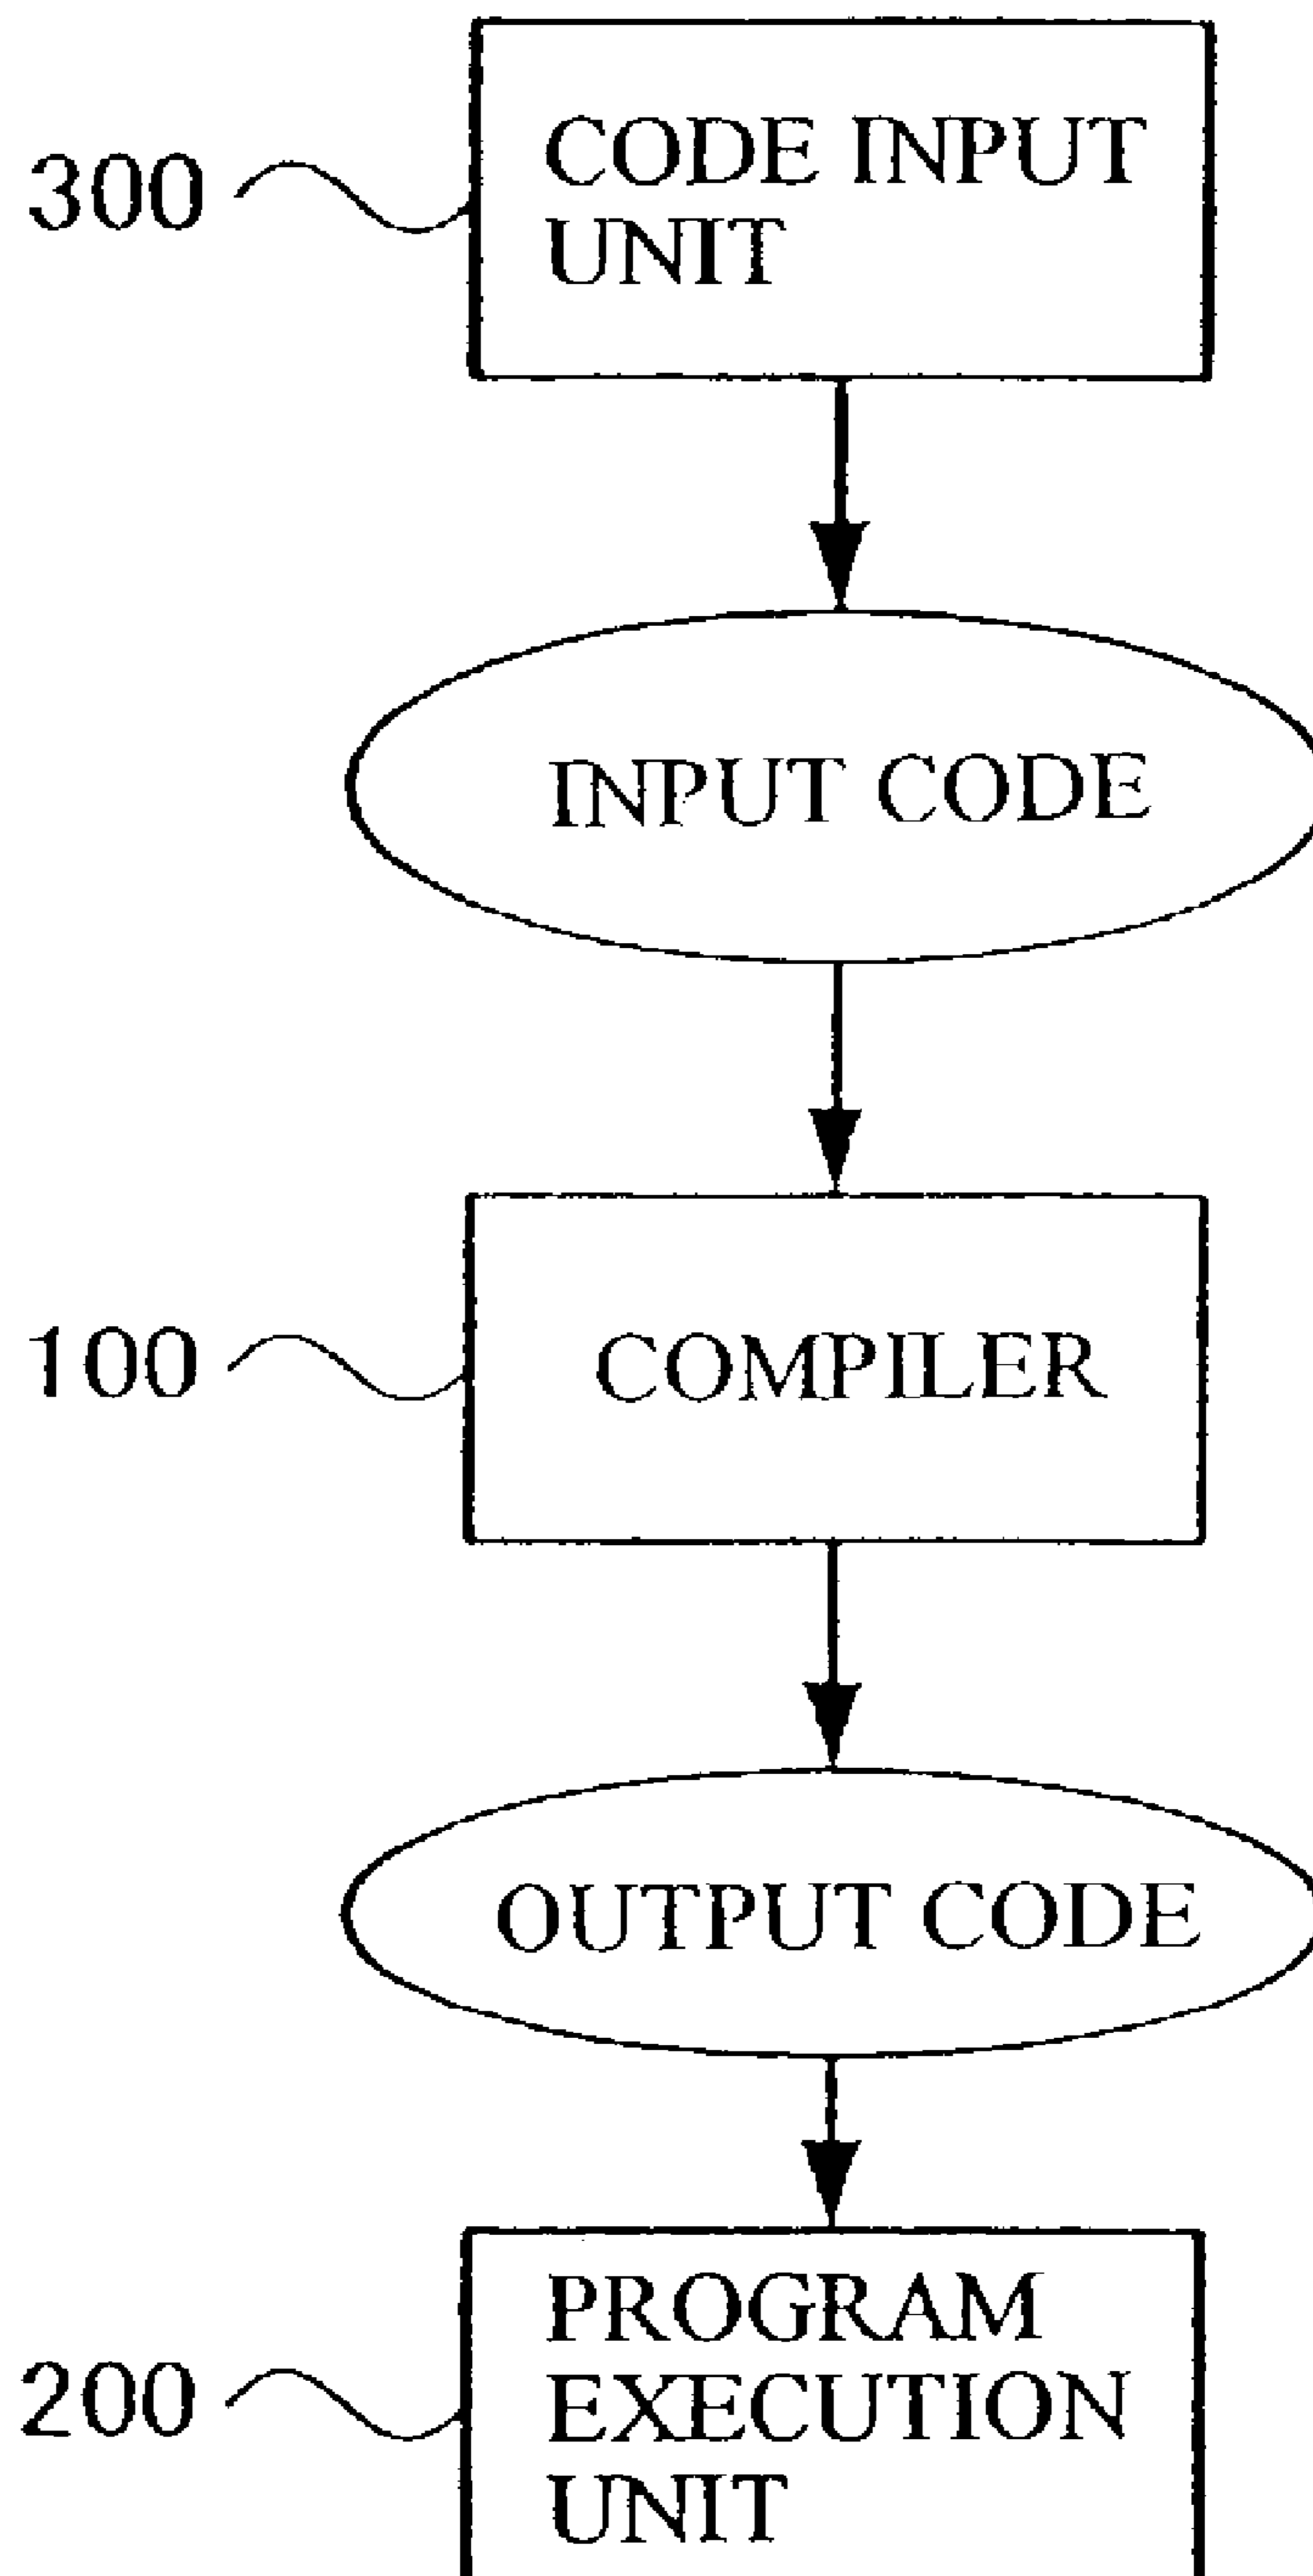 300
CODE INPUT
UNIT
INPUT CODE
100
COMPILER
OUTPUT CODE
200
PROGRAM
EXECUTION
UNIT